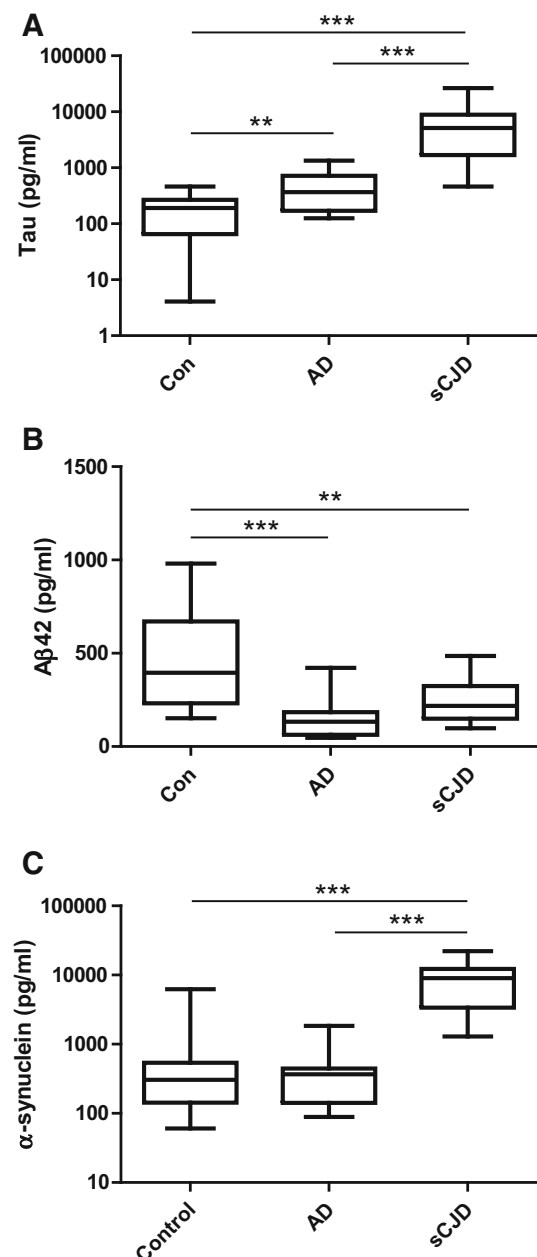 A
***
***
**
100000
10000
1000
100
10
1
Tau (pg/ml)
Con
AD
sCJD
B
**
***
1500
1000
500
0
Aβ42 (pg/ml)
Con
AD
sCJD
C
***
***
100000
10000
1000
100
10
α-synuclein (pg/ml)
Control
AD
sCJD